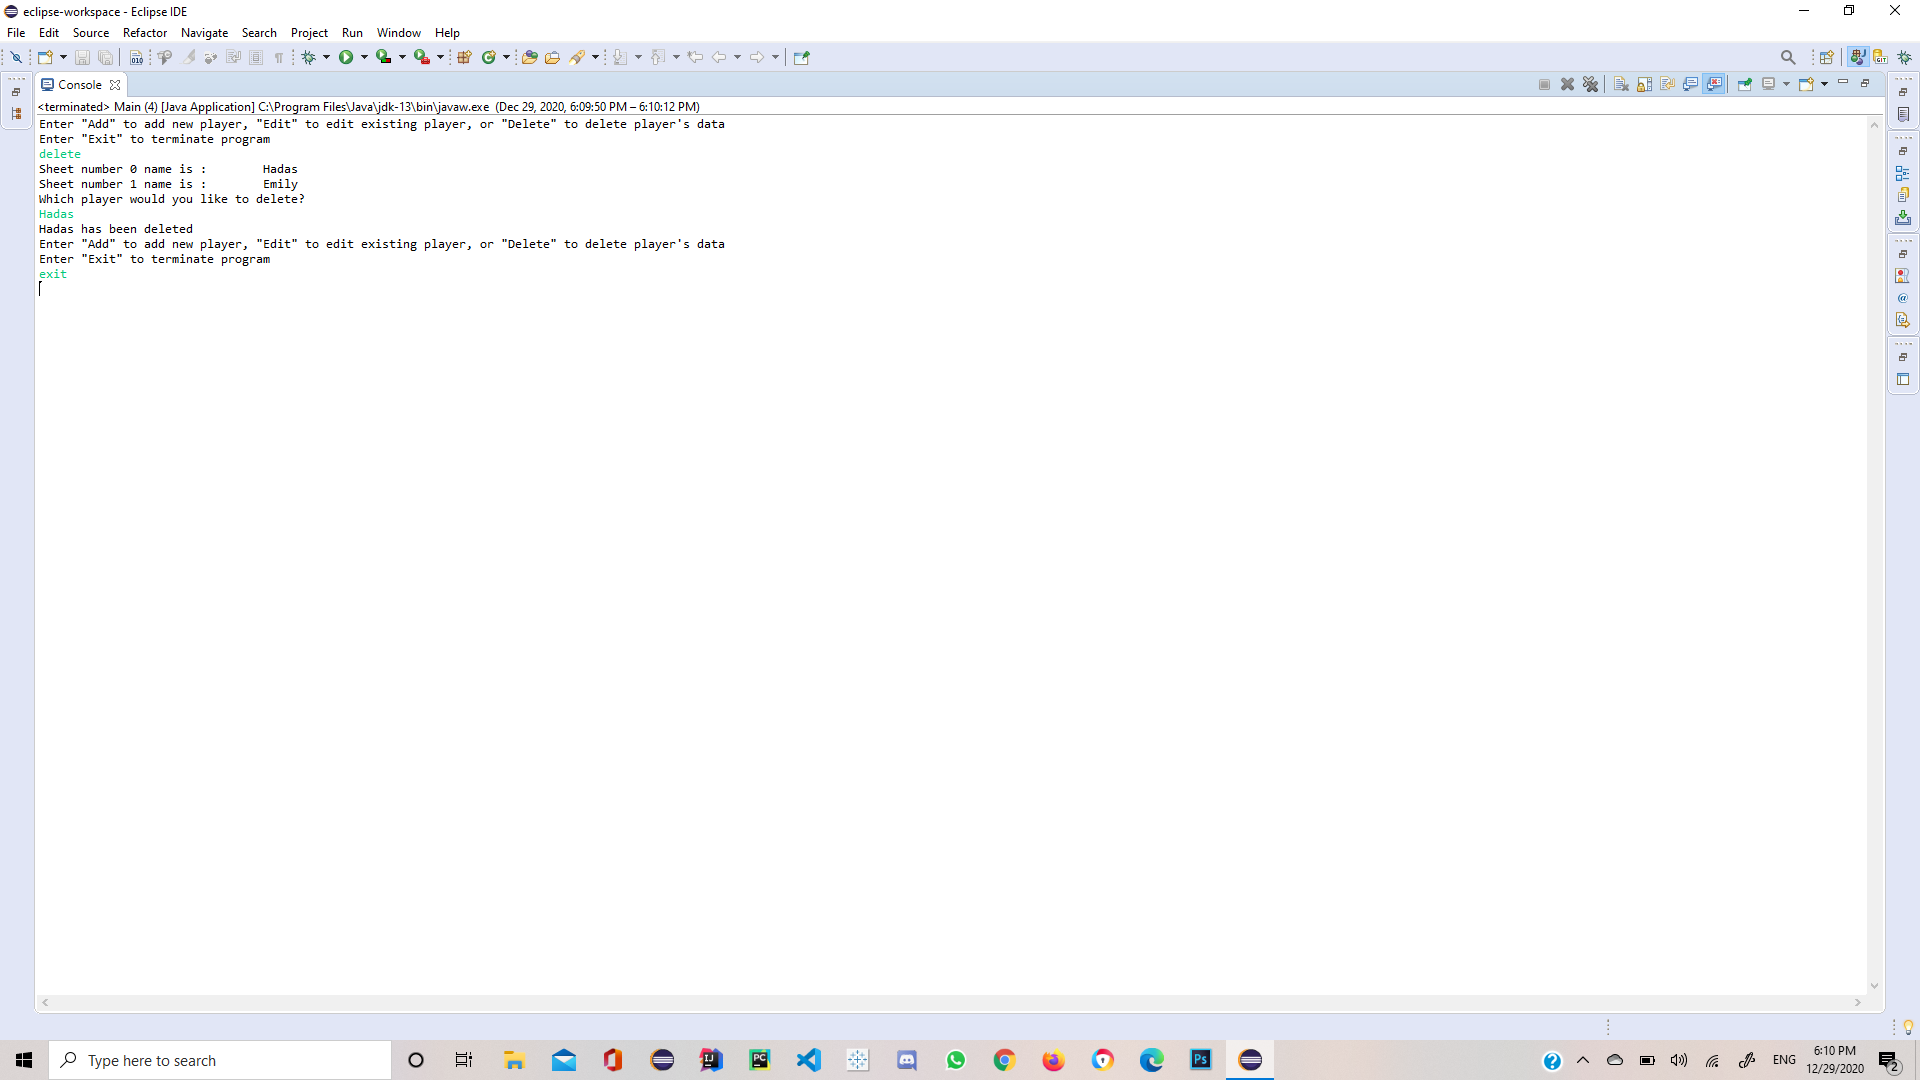 eclipse-workspace - Eclipse IDE
File Edit Source Refactor Navigate Search Project Run Window Help
Console
<terminated> Main (4) [Java Application] C:\Program Files\Java\jdk-13\bin\javaw.exe (Dec 29, 2020, 6:09:50 PM – 6:10:12 PM)
Enter "Add" to add new player, "Edit" to edit existing player, or "Delete" to delete player's data
Enter "Exit" to terminate program
delete
Sheet number 0 name is : Hadas
Sheet number 1 name is : Emily
Which player would you like to delete?
Hadas
Hadas has been deleted
Enter "Add" to add new player, "Edit" to edit existing player, or "Delete" to delete player's data
Enter "Exit" to terminate program
exit
Type here to search
ENG
6:10 PM
12/29/2020
2